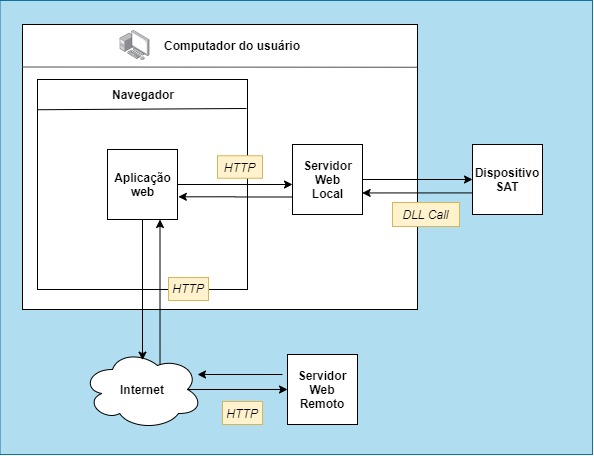 Computador do usuário
Navegador
Aplicação
web
HTTP
Servidor
Web
Local
Dispositivo
SAT
DLL Call
HTTP
Internet
HTTP
Servidor
Web
Remoto